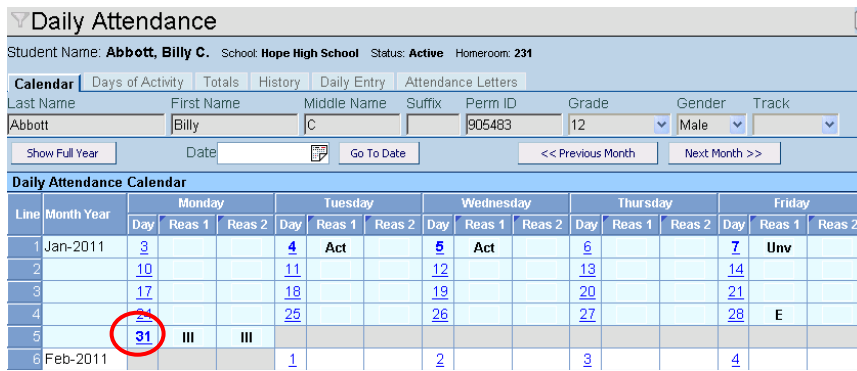 Daily Attendance
Student Name: Abbott, Billy C. School: Hope High School Status: Active Homeroom: 231
Calendar Days of Activity Totals History Daily Entry Attendance Letters
Last Name First Name Middle Name Suffix Perm ID Grade Gender Track
Abbott Billy C 905483 12 Male
Show Full Year Date Go To Date << Previous Month Next Month >>
Daily Attendance Calendar
Line Month Year Monday Tuesday Wednesday Thursday Friday
Day Reas 1 Reas 2 Day Reas 1 Reas 2 Day Reas 1 Reas 2 Day Reas 1 Reas 2 Day Reas 1 Reas 2
1 Jan-2011 3 4 Act 5 Act 6 7 Unv
2 10 11 12 13 14
3 17 18 19 20 21
4 24 25 26 27 28 E
5 31 Ill Ill
6 Feb-2011 1 2 3 4